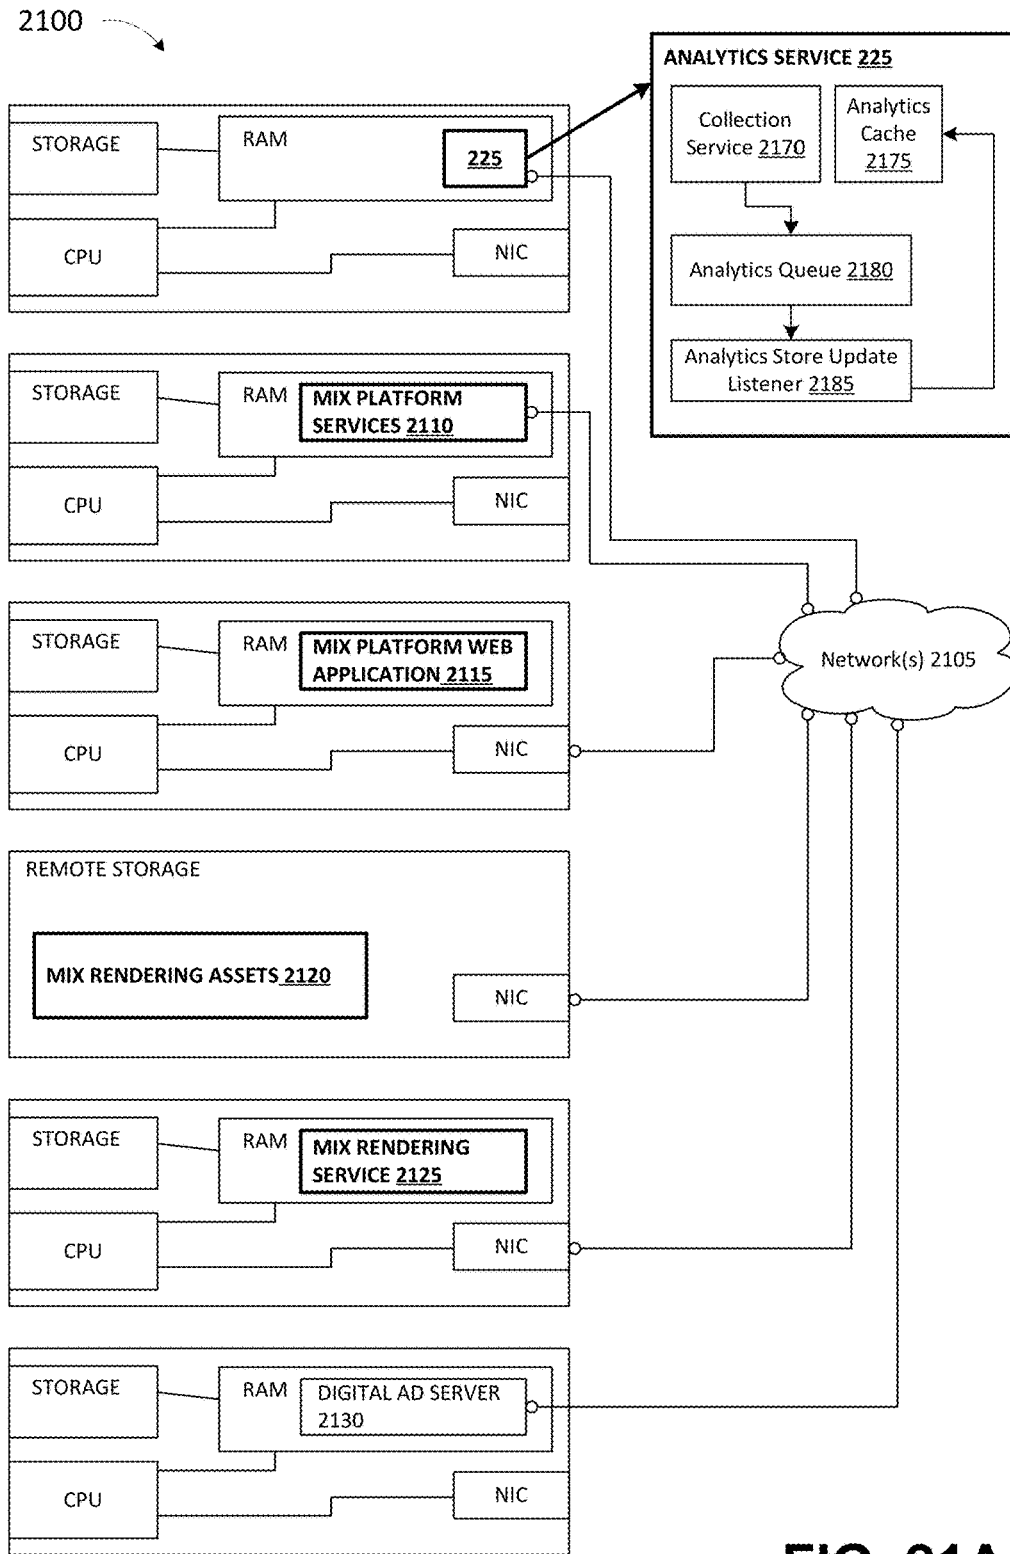 2100
ANALYTICS SERVICE 225
Collection
Service 2170
Analytics
Cache
2175
Analytics Queue 2180
Analytics Store Update
Listener 2185
STORAGE
RAM
225
CPU
NIC
STORAGE
RAM
MIX PLATFORM
SERVICES 2110
CPU
NIC
STORAGE
RAM
MIX PLATFORM WEB
APPLICATION 2115
CPU
NIC
Network(s) 2105
REMOTE STORAGE
MIX RENDERING ASSETS 2120
NIC
STORAGE
RAM
MIX RENDERING
SERVICE 2125
CPU
NIC
STORAGE
RAM
DIGITAL AD SERVER
2130
CPU
NIC